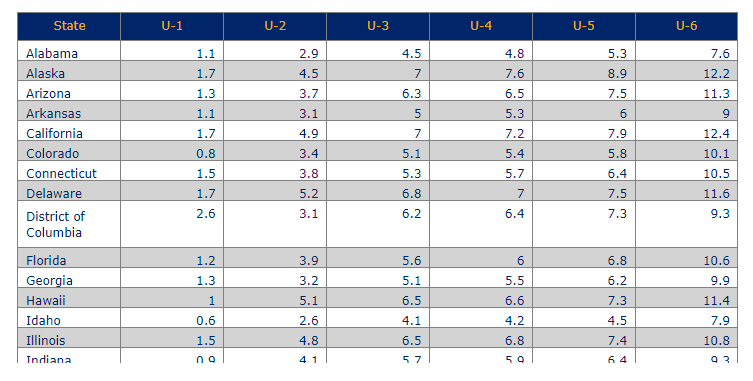 State U-1 U-2 U-3 U-4 U-5 U-6
Alabama 1.1 2.9 4.5 4.8 5.3 7.6
Alaska 1.7 4.5 7 7.6 8.9 12.2
Arizona 1.3 3.7 6.3 6.5 7.5 11.3
Arkansas 1.1 3.1 5 5.3 6 9
California 1.7 4.9 7 7.2 7.9 12.4
Colorado 0.8 3.4 5.1 5.4 5.8 10.1
Connecticut 1.5 3.8 5.3 5.7 6.4 10.5
Delaware 1.7 5.2 6.8 7 7.5 11.6
District of 2.6 3.1 6.2 6.4 7.3 9.3
Columbia
Florida 1.2 3.9 5.6 6 6.8 10.6
Georgia 1.3 3.2 5.1 5.5 6.2 9.9
Hawaii 1 5.1 6.5 6.6 7.3 11.4
Idaho 0.6 2.6 4.1 4.2 4.5 7.9
Illinois 1.5 4.8 6.5 6.8 7.4 10.8
Indiana 0.9 4.1 5.7 5.9 6.4 9.3